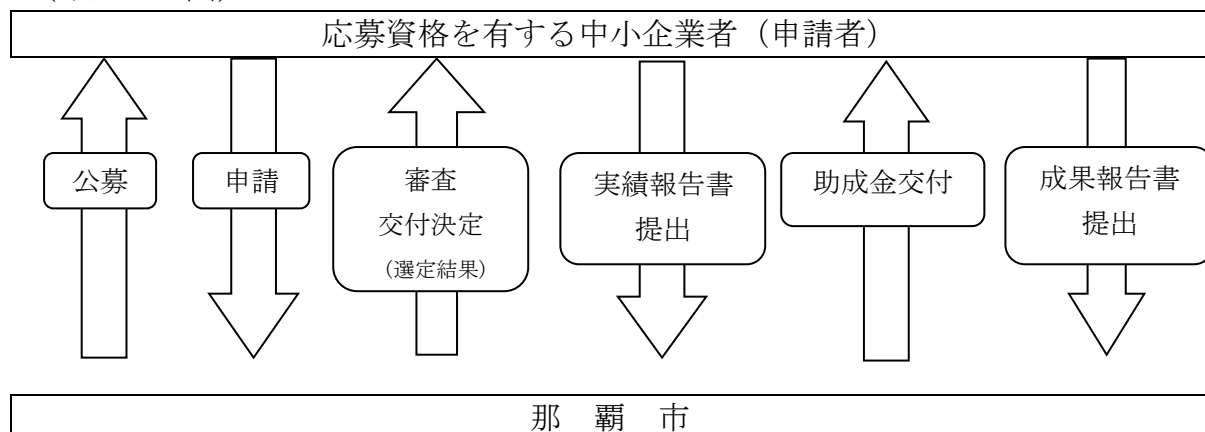 応募資格を有する中小企業者（申請者）
公募
申請
審査
交付決定
（選定結果）
実績報告書
提出
助成金交付
成果報告書
提出
那　覇　市